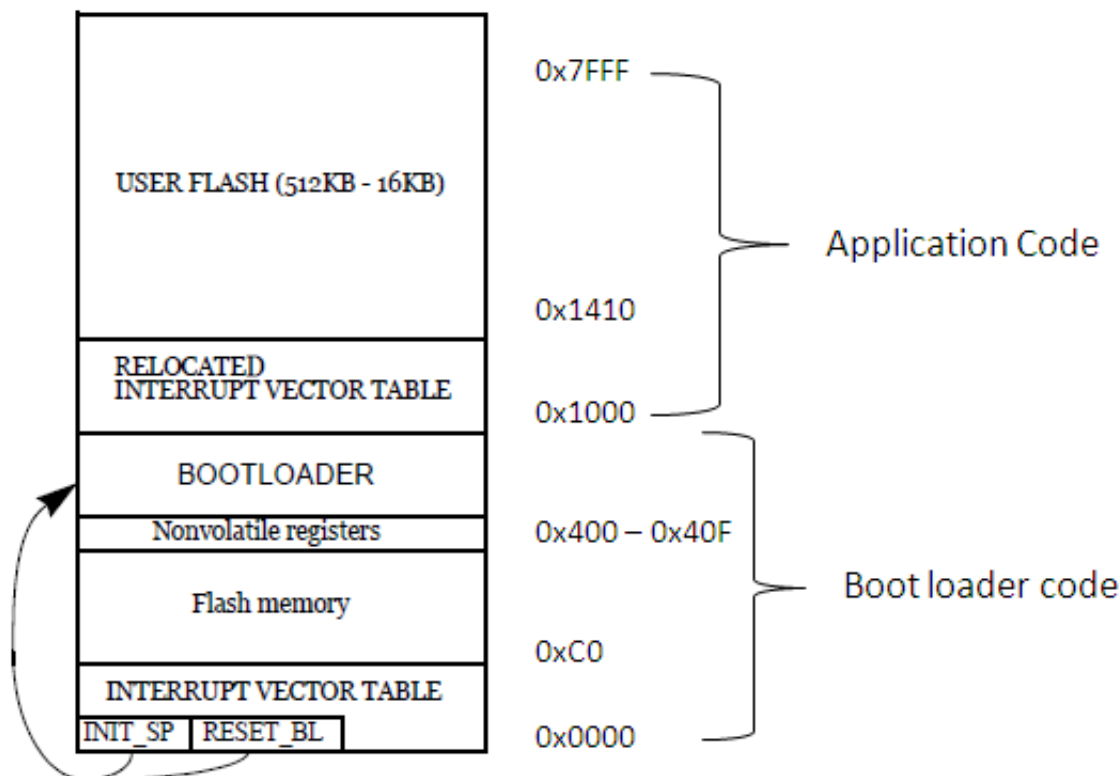 0x7FFF
USER FLASH (512KB - 16KB)
Application Code
0x1410
RELOCATED
INTERRUPT VECTOR TABLE
0x1000
BOOTLOADER
Nonvolatile registers
0x400 – 0x40F
Boot loader code
Flash memory
0xC0
INTERRUPT VECTOR TABLE
INIT_SP
RESET_BL
0x0000